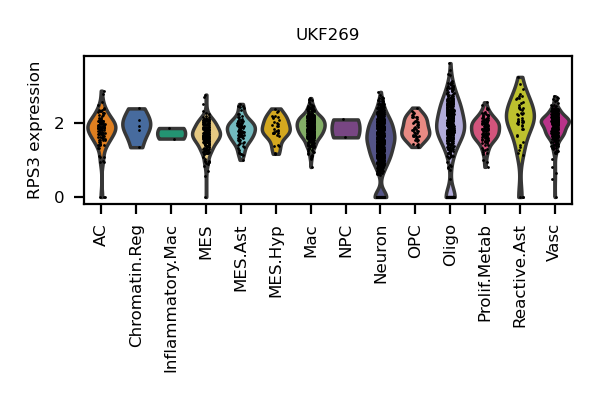 UKF269
RPS3 expression
2
0
AC
Chromatin.Reg
Inflammatory.Mac
MES
MES.Ast
MES.Hyp
Mac
NPC
Neuron
OPC
Oligo
Prolif.Metab
Reactive.Ast
Vasc